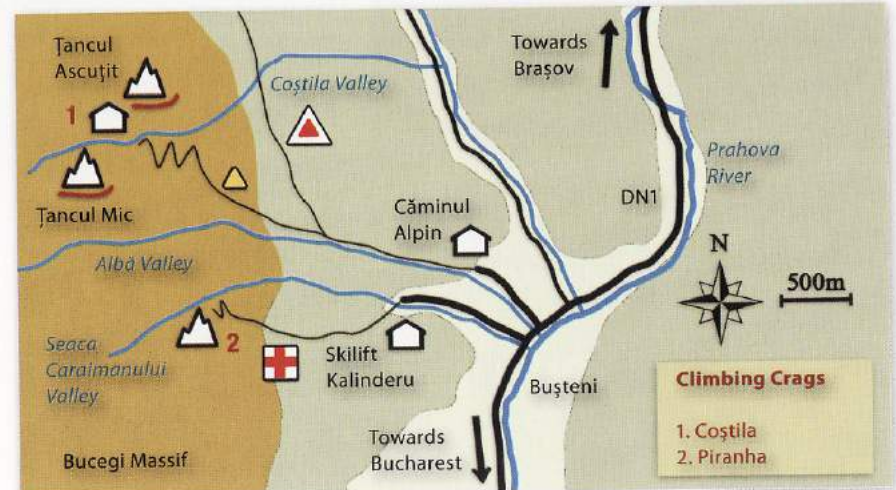 Țancul
Ascuțit
1
Țancul Mic
Coștila Valley
Towards
Brașov
Prahova
River
DN1
Căminul
Alpin
N
500m
Albă Valley
Seaca
Caraimanului
Valley
2
Skilift
Kalinderu
Bușteni
Bucegi Massif
Towards
Bucharest
Climbing Crags
1. Coștila
2. Piranha